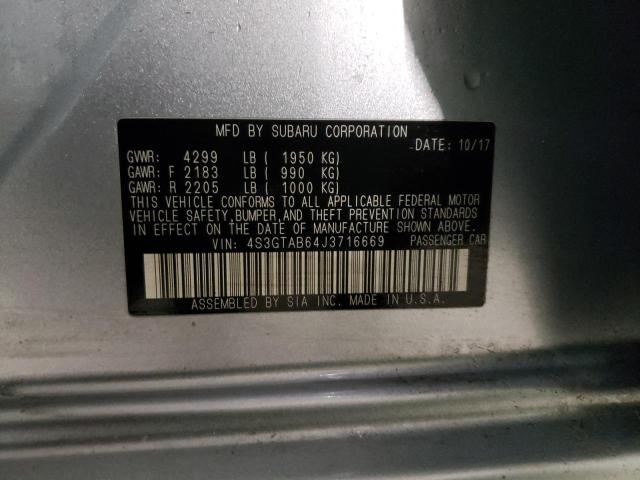 MFD BY SUBARU CORPORATION
DATE: 10/17
GVWR: 4299 LB ( 1950 KG)
GAWR: F 2183 LB ( 990 KG)
GAWR: R 2205 LB ( 1000 KG)
THIS VEHICLE CONFORMS TO ALL APPLICABLE FEDERAL MOTOR
VEHICLE SAFETY, BUMPER, AND THEFT PREVENTION STANDARDS
IN EFFECT ON THE DATE OF MANUFACTURE SHOWN ABOVE.
VIN: 4S3GTAB64J3716669 PASSENGER CAR
ASSEMBLED BY SIA INC. MADE IN U.S.A.